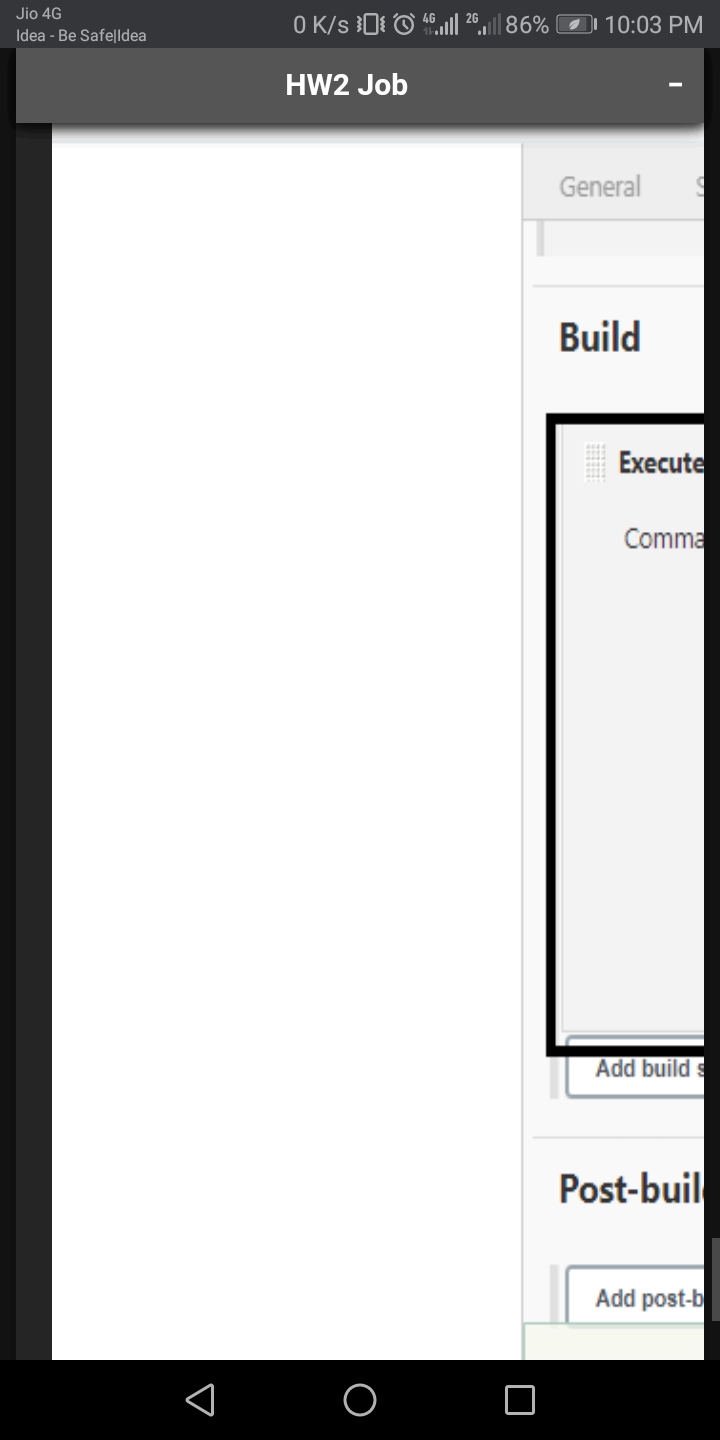 Jio 4G
Idea - Be Safe|Idea
0 K/s 4G 2G 86% 10:03 PM
HW2 Job
-
General S
Build
Execute
Comma
Add build s
Post-buil
Add post-b